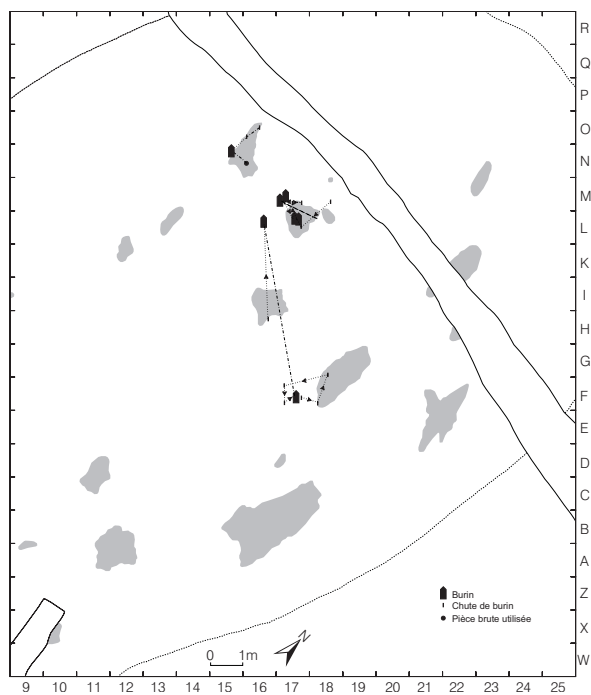 R
Q
P
O
N
M
L
K
I
H
G
F
E
D
C
B
A
Z
X
W
Burin
Chute de burin
Pièce brute utilisée
0 1m
N
9 10 11 12 13 14 15 16 17 18 19 20 21 22 23 24 25